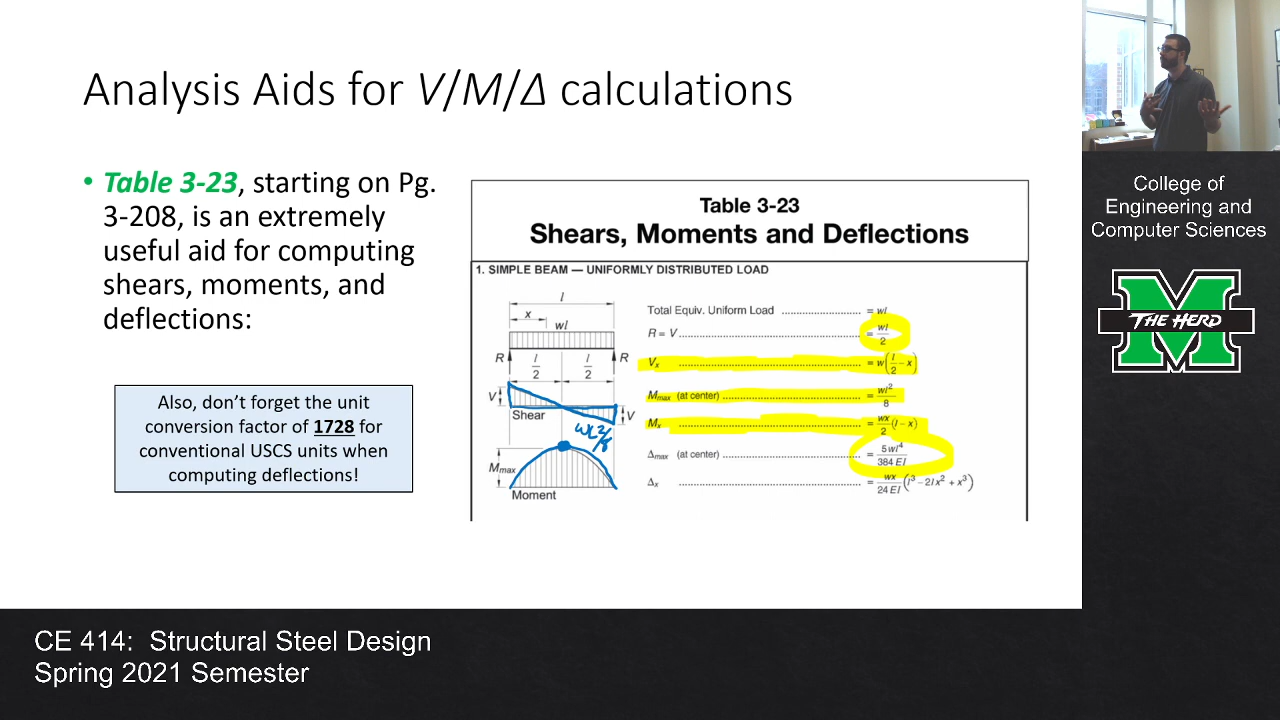 Analysis Aids for V/M/Δ calculations
• Table 3-23, starting on Pg.
3-208, is an extremely
useful aid for computing
shears, moments, and
deflections:
Also, don't forget the unit
conversion factor of 1728 for
conventional USCS units when
computing deflections!
Table 3-23
Shears, Moments and Deflections
1. SIMPLE BEAM — UNIFORMLY DISTRIBUTED LOAD
l
x
wl
R
l/2
l/2
R
V
Shear
V
wL²/8
Mmax
Moment
Total Equiv. Uniform Load .......................... = wl
R = V .......................... = wl/2
Vx .......................... = w(l/2 − x)
Mmax (at center) .......................... = wl²/8
Mx .......................... = wx/2 (l − x)
Δmax (at center) .......................... = 5wl⁴/384 EI
Δx .......................... = wx/24 EI (l³ − 2lx² + x³)
College of
Engineering and
Computer Sciences
THE HERD
CE 414: Structural Steel Design
Spring 2021 Semester